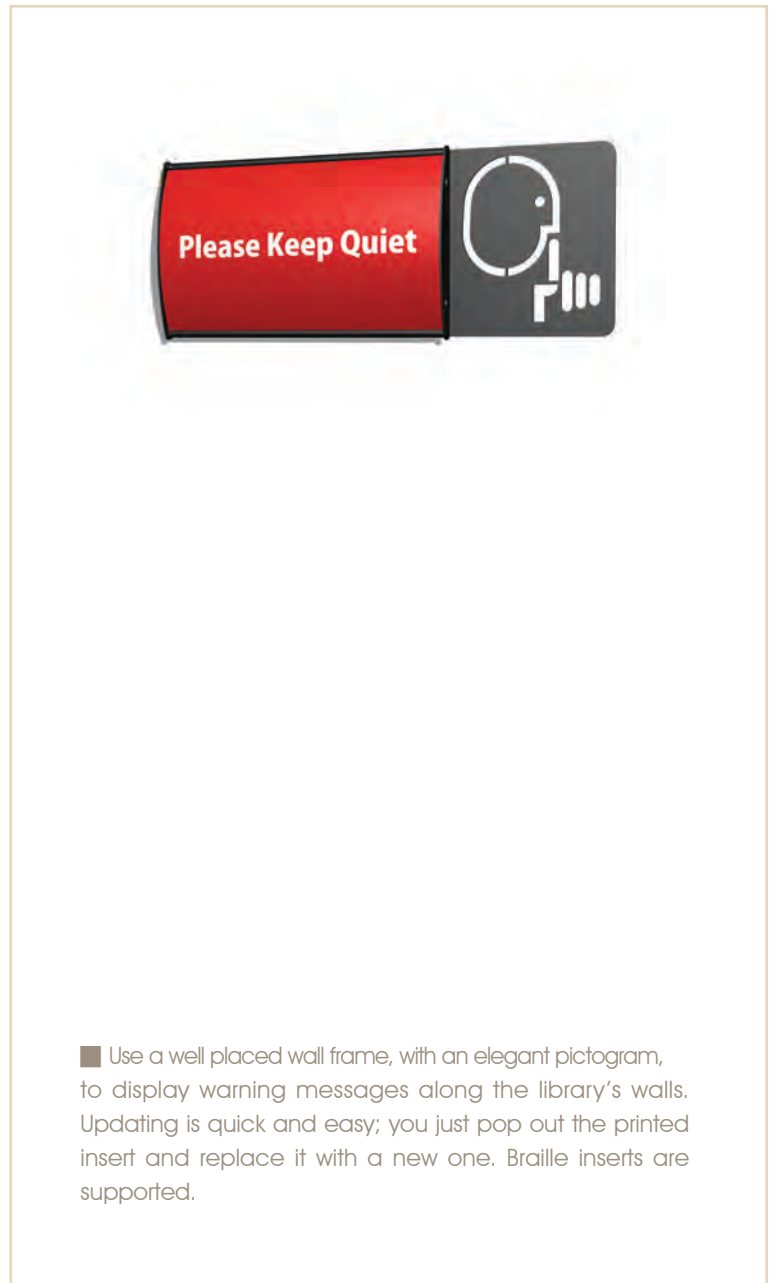 Please Keep Quiet
Use a well placed wall frame, with an elegant pictogram,
to display warning messages along the library's walls.
Updating is quick and easy; you just pop out the printed
insert and replace it with a new one. Braille inserts are
supported.